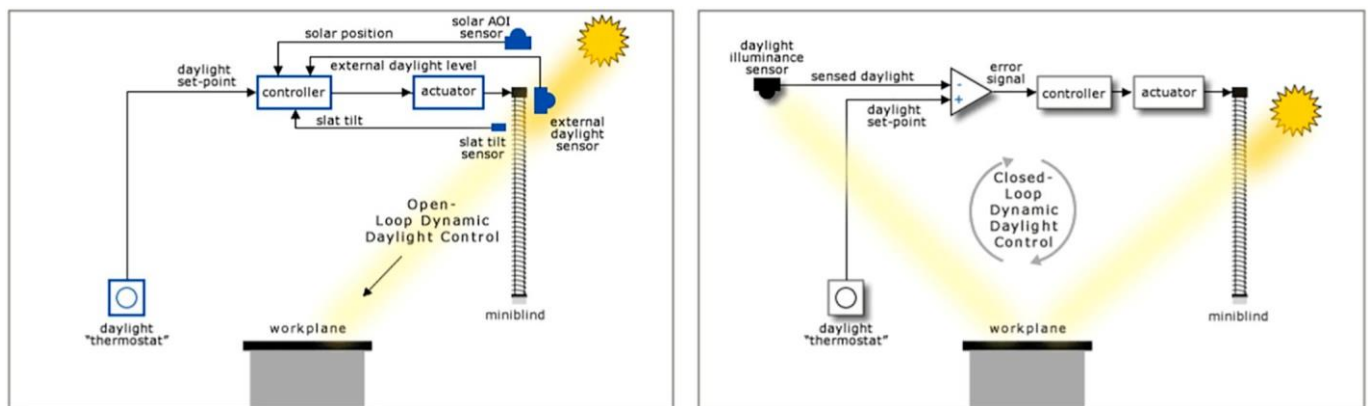 solar position
solar AOI
sensor
external daylight level
daylight
set-point
controller
actuator
slat tilt
slat tilt
sensor
external
daylight
sensor
Open-
Loop Dynamic
Daylight Control
miniblind
daylight
"thermostat"
workplane
daylight
illuminance
sensor
sensed daylight
-
+
daylight
set-point
error
signal
controller
actuator
Closed-
Loop
Dynamic
Daylight
Control
miniblind
daylight
"thermostat"
workplane